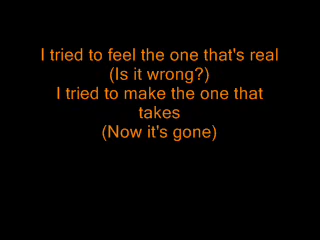 I tried to feel the one that's real
(Is it wrong?)
I tried to make the one that
takes
(Now it's gone)